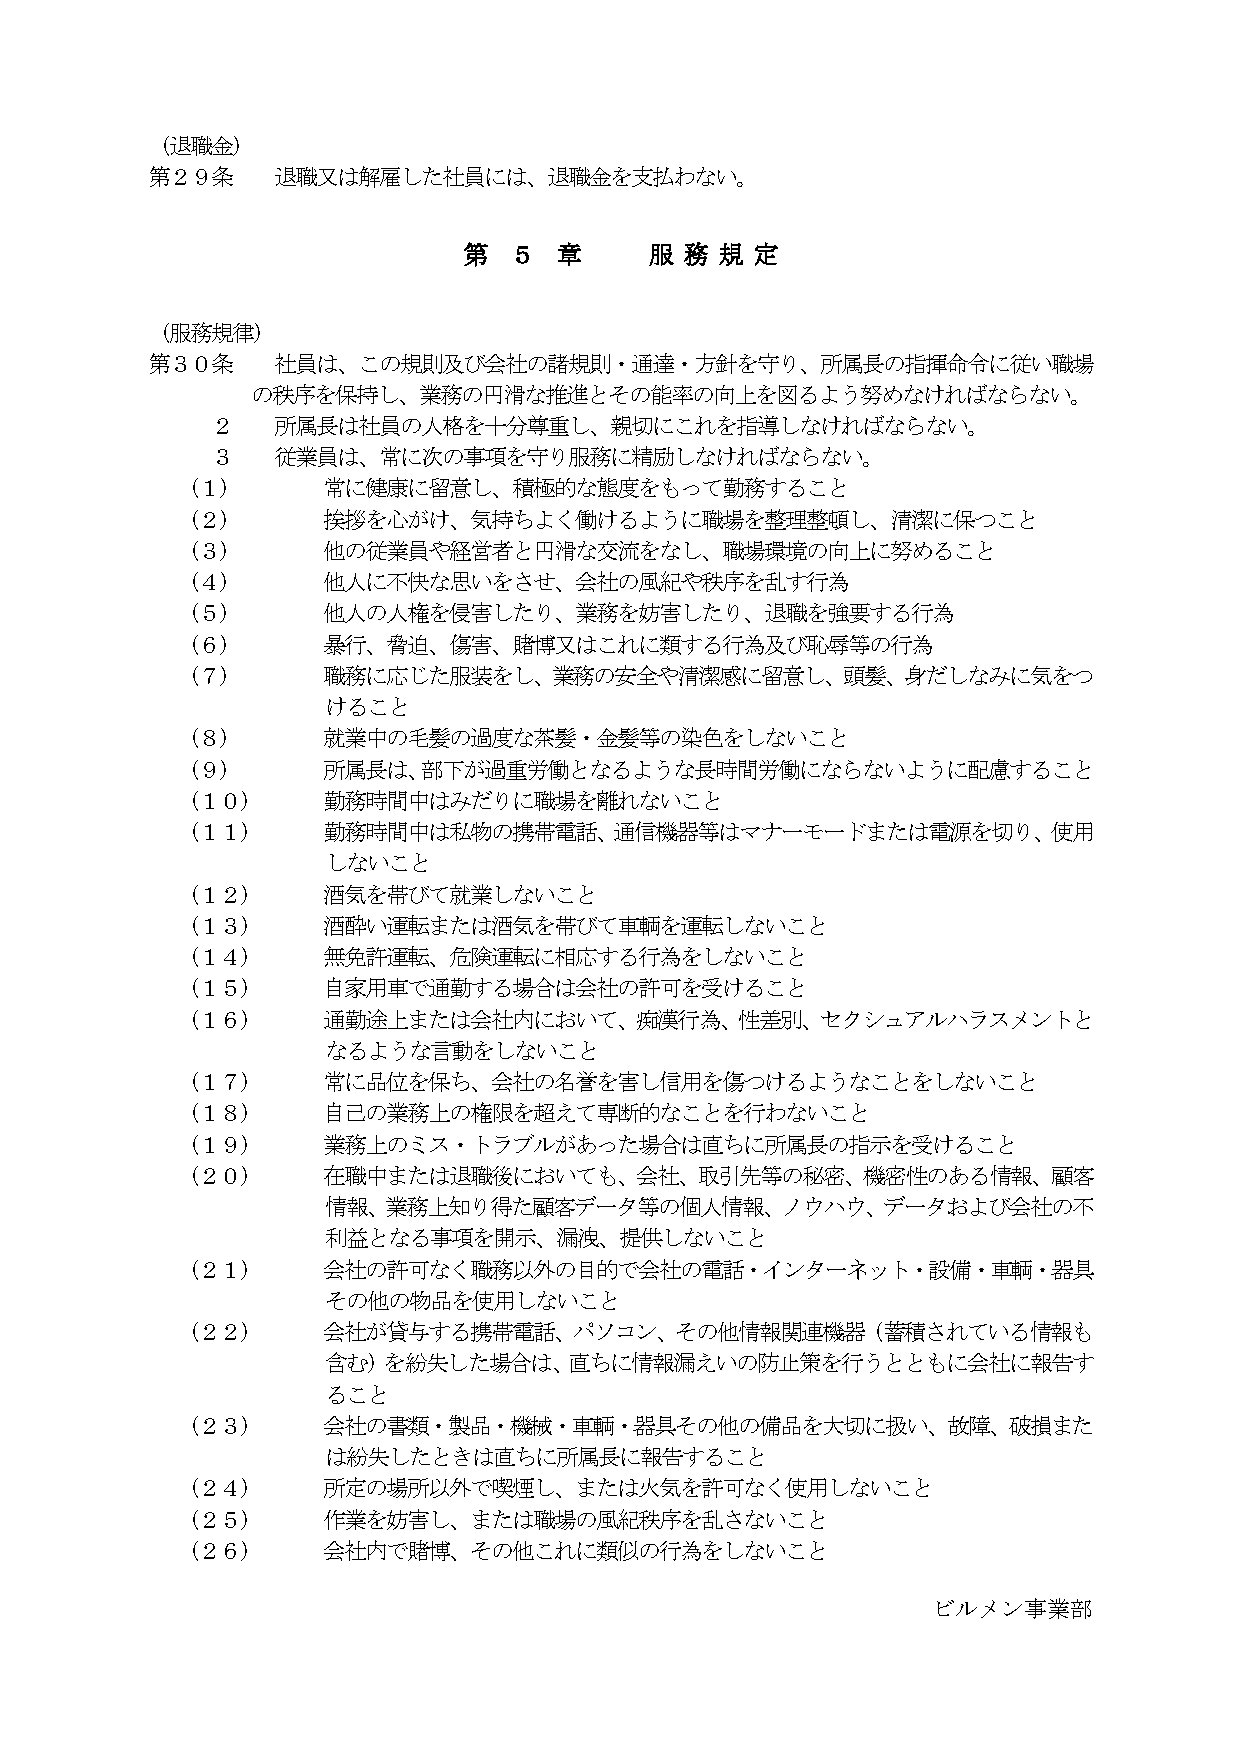 （退職金）
第２９条　　退職又は解雇した社員には、退職金を支払わない。
第　５　章　　　服 務 規 定
（服務規律）
第３０条　　社員は、この規則及び会社の諸規則・通達・方針を守り、所属長の指揮命令に従い職場
の秩序を保持し、業務の円滑な推進とその能率の向上を図るよう努めなければならない。
２　　所属長は社員の人格を十分尊重し、親切にこれを指導しなければならない。
３　　従業員は、常に次の事項を守り服務に精励しなければならない。
（１）　　常に健康に留意し、積極的な態度をもって勤務すること
（２）　　挨拶を心がけ、気持ちよく働けるように職場を整理整頓し、清潔に保つこと
（３）　　他の従業員や経営者と円滑な交流をなし、職場環境の向上に努めること
（４）　　他人に不快な思いをさせ、会社の風紀や秩序を乱す行為
（５）　　他人の人権を侵害したり、業務を妨害したり、退職を強要する行為
（６）　　暴行、脅迫、傷害、賭博又はこれに類する行為及び恥辱等の行為
（７）　　職務に応じた服装をし、業務の安全や清潔感に留意し、頭髪、身だしなみに気をつ
けること
（８）　　就業中の毛髪の過度な茶髪・金髪等の染色をしないこと
（９）　　所属長は、部下が過重労働となるような長時間労働にならないように配慮すること
（１０）　　勤務時間中はみだりに職場を離れないこと
（１１）　　勤務時間中は私物の携帯電話、通信機器等はマナーモードまたは電源を切り、使用
しないこと
（１２）　　酒気を帯びて就業しないこと
（１３）　　酒酔い運転または酒気を帯びて車輌を運転しないこと
（１４）　　無免許運転、危険運転に相応する行為をしないこと
（１５）　　自家用車で通勤する場合は会社の許可を受けること
（１６）　　通勤途上または会社内において、痴漢行為、性差別、セクシュアルハラスメントと
なるような言動をしないこと
（１７）　　常に品位を保ち、会社の名誉を害し信用を傷つけるようなことをしないこと
（１８）　　自己の業務上の権限を超えて専断的なことを行わないこと
（１９）　　業務上のミス・トラブルがあった場合は直ちに所属長の指示を受けること
（２０）　　在職中または退職後においても、会社、取引先等の秘密、機密性のある情報、顧客
情報、業務上知り得た顧客データ等の個人情報、ノウハウ、データおよび会社の不
利益となる事項を開示、漏洩、提供しないこと
（２１）　　会社の許可なく職務以外の目的で会社の電話・インターネット・設備・車輌・器具
その他の物品を使用しないこと
（２２）　　会社が貸与する携帯電話、パソコン、その他情報関連機器（蓄積されている情報も
含む）を紛失した場合は、直ちに情報漏えいの防止策を行うとともに会社に報告す
ること
（２３）　　会社の書類・製品・機械・車輌・器具その他の備品を大切に扱い、故障、破損また
は紛失したときは直ちに所属長に報告すること
（２４）　　所定の場所以外で喫煙し、または火気を許可なく使用しないこと
（２５）　　作業を妨害し、または職場の風紀秩序を乱さないこと
（２６）　　会社内で賭博、その他これに類似の行為をしないこと
ビルメン事業部